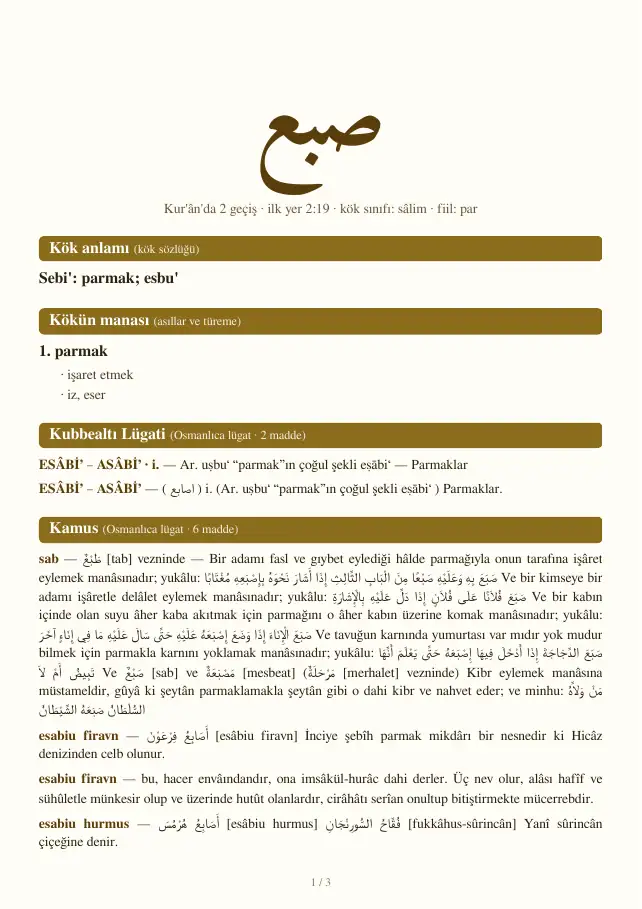 صبع
Kur'ân'da 2 geçiş · ilk yer 2:19 · kök sınıfı: sâlim · fiil: par
Kök anlamı (kök sözlüğü)
Sebi': parmak; esbu'
Kökün manası (asıllar ve türeme)
1. parmak
· işaret etmek
· iz, eser
Kubbealtı Lügati (Osmanlıca lügat · 2 madde)
ESÂBİ’ – ASÂBİ’ · i. — Ar. uṣbu‘ “parmak”ın çoğul şekli eṣābi‘ — Parmaklar
ESÂBİ’ – ASÂBİ’ — ( اصابع ) i. (Ar. uṣbu‘ “parmak”ın çoğul şekli eṣābi‘ ) Parmaklar.
Kamus (Osmanlıca lügat · 6 madde)
sab — طَبْعٌ [tab] vezninde — Bir adamı fasl ve gıybet eylediği hâlde parmağıyla onun tarafına işâret
eylemek manâsınadır; yukâlu: صَبَعَ بِهِ وَعَلَيْهِ صَبْعًا مِنَ الْبَابِ الثَّالِثِ إِذَا أَشَارَ نَحْوَهُ بِإِصْبَعِهِ مُغْتَابًا Ve bir kimseye bir
adamı işâretle delâlet eylemek manâsınadır; yukâlu: صَبَعَ فُلَانًا عَلَى فُلَانٍ إِذَا دَلَّ عَلَيْهِ بِالْإِشَارَةِ Ve bir kabın
içinde olan suyu âher kaba akıtmak için parmağını o âher kabın üzerine komak manâsınadır; yukâlu:
صَبَعَ الْإِنَاءَ إِذَا وَضَعَ إِصْبَعَهُ عَلَيْهِ حَتَّى سَالَ عَلَيْهِ مَا فِي إِنَاءٍ آخَرَ Ve tavuğun karnında yumurtası var mıdır yok mudur
bilmek için parmakla karnını yoklamak manâsınadır; yukâlu: صَبَعَ الدَّجَاجَةَ إِذَا أَدْخَلَ فِيهَا إِصْبَعَهُ حَتَّى يَعْلَمَ أَنَّهَا
تَبِيضُ أَمْ لاَ Ve صَبْعٌ [sab] ve مَصْبَعَةٌ [mesbeat] (مَرْحَلَةٌ [merhalet] vezninde) Kibr eylemek manâsına
müstameldir, gûyâ ki şeytân parmaklamakla şeytân gibi o dahi kibr ve nahvet eder; ve minhu: مَنْ وَلاَّهُ
السُّلْطَانُ صَبَعَهُ الشَّيْطَانُ
esabiu firavn — أَصَابِعُ فِرْعَوْنَ [esâbiu firavn] İnciye şebîh parmak mikdârı bir nesnedir ki Hicâz
denizinden celb olunur.
esabiu firavn — bu, hacer envâındandır, ona imsâkül-hurâc dahi derler. Üç nev olur, alâsı hafîf ve
sühûletle münkesir olup ve üzerinde hutût olanlardır, cirâhâtı serîan onultup bitiştirmekte mücerrebdir.
esabiu hurmus — أَصَابِعُ هُرْمُسَ [esâbiu hurmus] فُقَّاحُ السُّورِنْجَانِ [fukkâhus-sûrincân] Yanî sûrincân
çiçeğine denir.
1 / 3